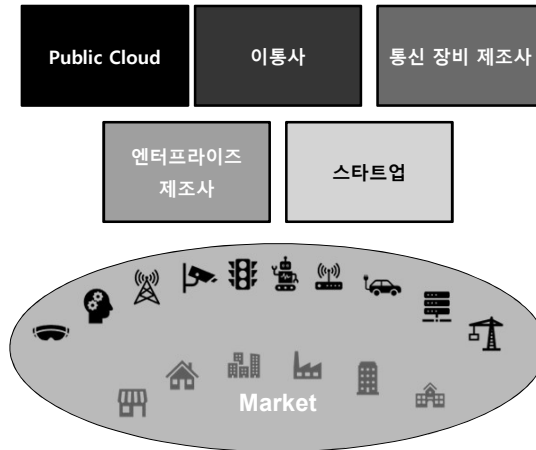 Public Cloud
이통사
통신 장비 제조사
엔터프라이즈
제조사
스타트업
Market